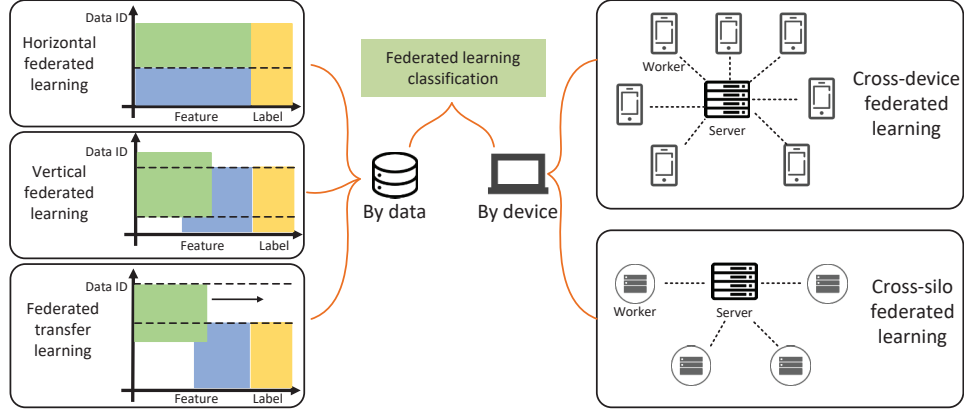 Data ID
Horizontal
federated
learning
Feature
Label
Data ID
Vertical
federated
learning
Feature
Label
Data ID
Federated
transfer
learning
Feature
Label
Federated learning
classification
By data
By device
Worker
Server
Cross-device
federated
learning
Worker
Server
Cross-silo
federated
learning